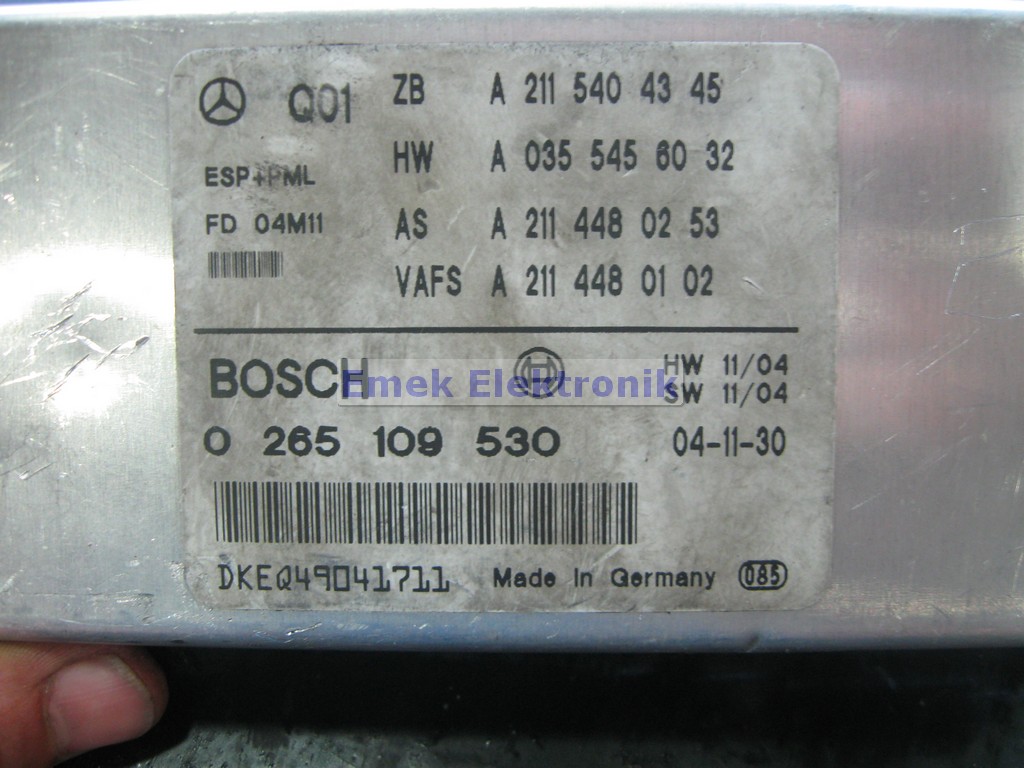 Q01 ZB A 211 540 43 45
HW A 035 545 60 32
ESP+PML
FD 04M11 AS A 211 448 02 53
VAFS A 211 448 01 02
BOSCH HW 11/04
Emek Elektronik SW 11/04
0 265 109 530 04-11-30
DKEQ49041711 Made In Germany 085